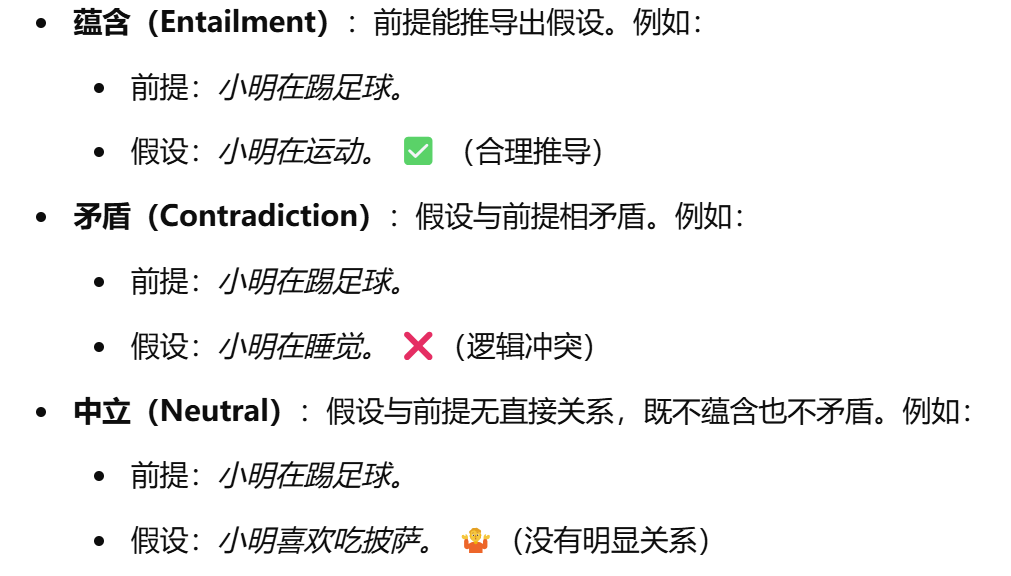 • 蕴含（Entailment）：前提能推导出假设。例如：
• 前提：小明在踢足球。
• 假设：小明在运动。 ✅ （合理推导）
• 矛盾（Contradiction）：假设与前提相矛盾。例如：
• 前提：小明在踢足球。
• 假设：小明在睡觉。 ❌（逻辑冲突）
• 中立（Neutral）：假设与前提无直接关系，既不蕴含也不矛盾。例如：
• 前提：小明在踢足球。
• 假设：小明喜欢吃披萨。 🤷（没有明显关系）